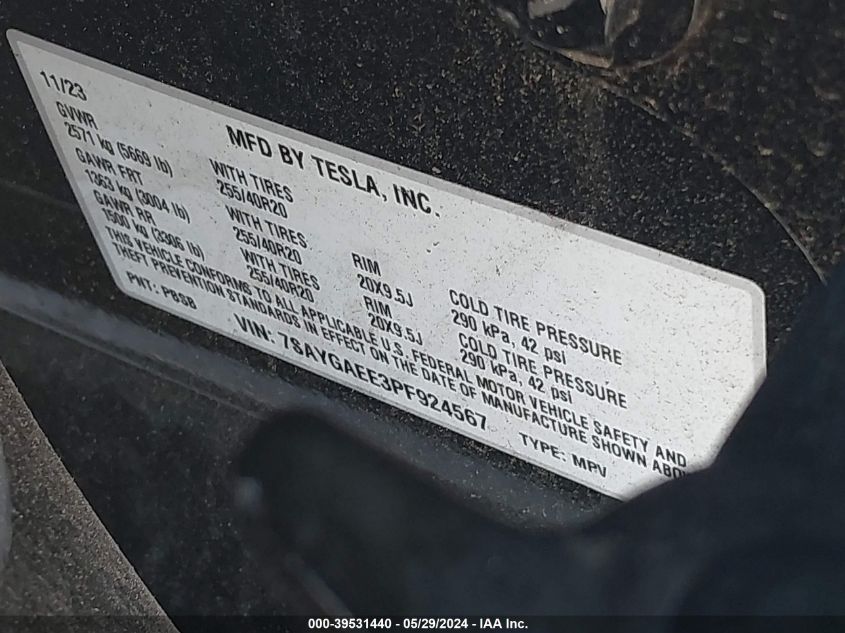 11/23
MFD BY TESLA, INC.
GVWR
2571 kg (5669 lb)
GAWR FRT WITH TIRES RIM COLD TIRE PRESSURE
1363 kg (3004 lb) 255/40R20 20X9.5J 290 kPa, 42 psi
GAWR RR WITH TIRES RIM COLD TIRE PRESSURE
1500 kg (3306 lb) 255/40R20 20X9.5J 290 kPa, 42 psi
WITH TIRES
255/40R20
THIS VEHICLE CONFORMS TO ALL APPLICABLE U.S. FEDERAL MOTOR VEHICLE SAFETY AND
THEFT PREVENTION STANDARDS IN EFFECT ON THE DATE OF MANUFACTURE SHOWN
PNT: PBSB VIN: 7SAYGAEE3PF924567 TYPE: MPV
000-39531440 - 05/29/2024 - IAA Inc.